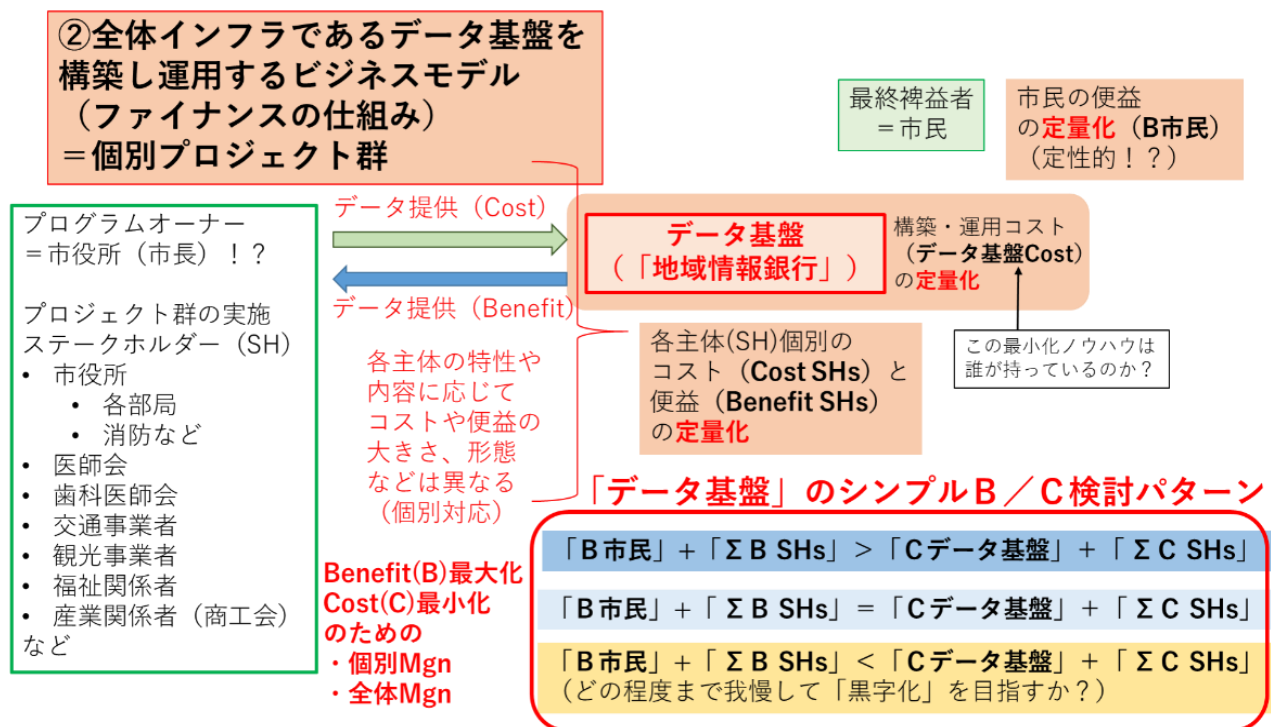 ②全体インフラであるデータ基盤を
構築し運用するビジネスモデル
（ファイナンスの仕組み）
＝個別プロジェクト群
最終裨益者
＝市民
市民の便益
の定量化（B市民）
（定性的！？）
プログラムオーナー
＝市役所（市長）！？
プロジェクト群の実施
ステークホルダー（SH）
• 市役所
• 各部局
• 消防など
• 医師会
• 歯科医師会
• 交通事業者
• 観光事業者
• 福祉関係者
• 産業関係者（商工会）
など
データ提供（Cost）
データ提供（Benefit）
データ基盤
（「地域情報銀行」）
構築・運用コスト
（データ基盤Cost）
の定量化
この最小化ノウハウは
誰が持っているのか？
各主体の特性や
内容に応じて
コストや便益の
大きさ、形態
などは異なる
（個別対応）
各主体(SH)個別の
コスト（Cost SHs）と
便益（Benefit SHs）
の定量化
Benefit(B)最大化
Cost(C)最小化
のための
・個別Mgn
・全体Mgn
「データ基盤」のシンプルＢ／Ｃ検討パターン
「Ｂ市民」＋「ΣＢ SHs」＞「Ｃデータ基盤」＋「ΣＣ SHs」
「Ｂ市民」＋「ΣＢ SHs」＝「Ｃデータ基盤」＋「ΣＣ SHs」
「Ｂ市民」＋「ΣＢ SHs」＜「Ｃデータ基盤」＋「ΣＣ SHs」
（どの程度まで我慢して「黒字化」を目指すか？）